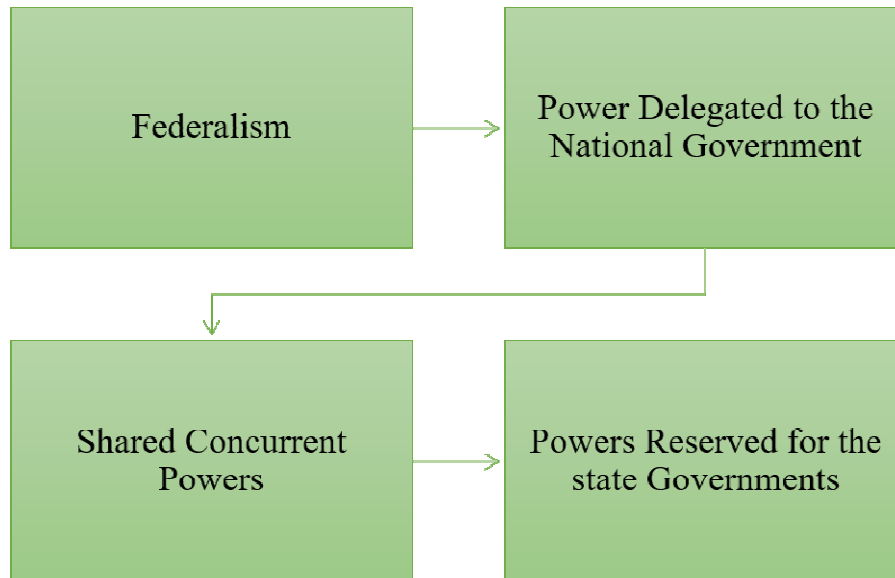 Federalism
Power Delegated to the
National Government
Shared Concurrent
Powers
Powers Reserved for the
state Governments